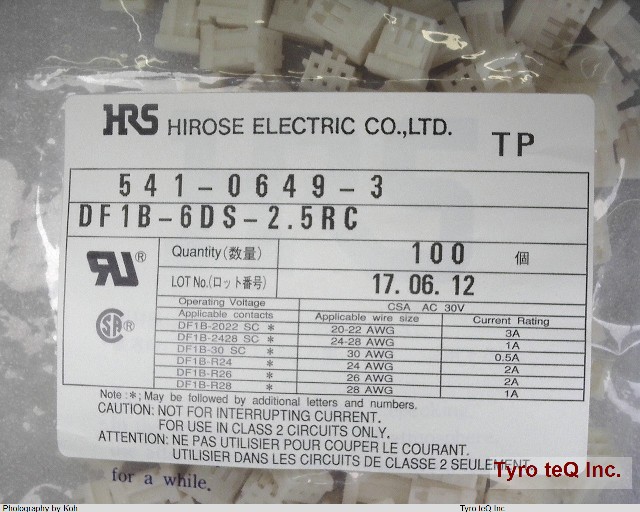 HRS HIROSE ELECTRIC CO.,LTD. TP
541-0649-3
DF1B-6DS-2.5RC
Quantity (数量) 100 個
LOT No.(ロット番号) 17.06.12
Operating Voltage CSA AC 30V
Applicable contacts Applicable wire size Current Rating
DF1B-2022 SC * 20-22 AWG 3A
DF1B-2428 SC * 24-28 AWG 1A
DF1B-30 SC * 30 AWG 0.5A
DF1B-R24 * 24 AWG 2A
DF1B-R26 * 26 AWG 2A
DF1B-R28 * 28 AWG 1A
Note :*; May be followed by additional letters and numbers.
CAUTION: NOT FOR INTERRUPTING CURRENT.
FOR USE IN CLASS 2 CIRCUITS ONLY.
ATTENTION: NE PAS UTILISER POUR COUPER LE COURANT.
UTILISER DANS LES CIRCUITS DE CLASSE 2 SEULEMENT.
for a while.
Tyro teQ Inc.
Photography by Koh Tyro teQ Inc